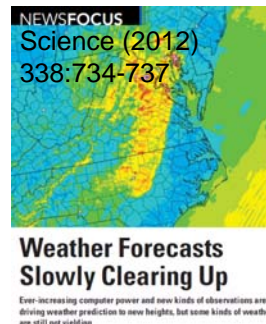 NEWSFOCUS
Science (2012)
338:734-737
Weather Forecasts
Slowly Clearing Up
Ever-increasing computer power and new kinds of observations are
driving weather prediction to new heights, but some kinds of weath
are still not yielding